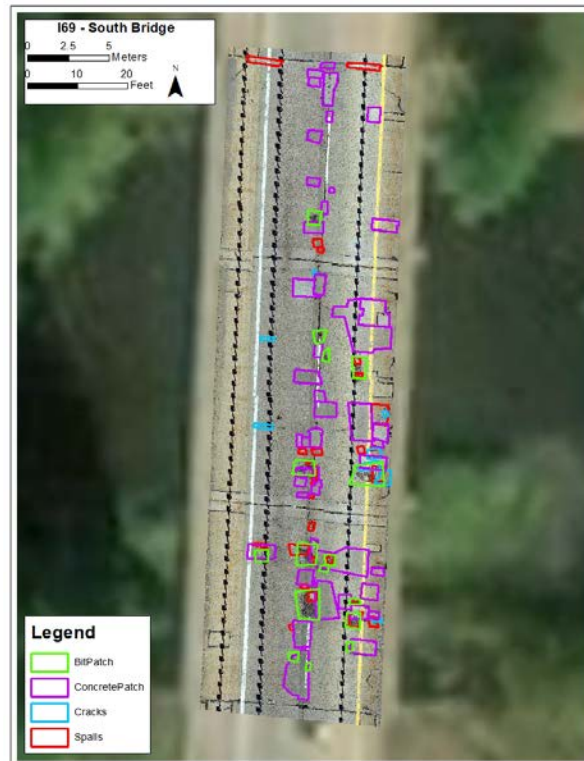 I69 - South Bridge
0 2.5 5
Meters
0 10 20
Feet
N
Legend
BitPatch
ConcretePatch
Cracks
Spalls